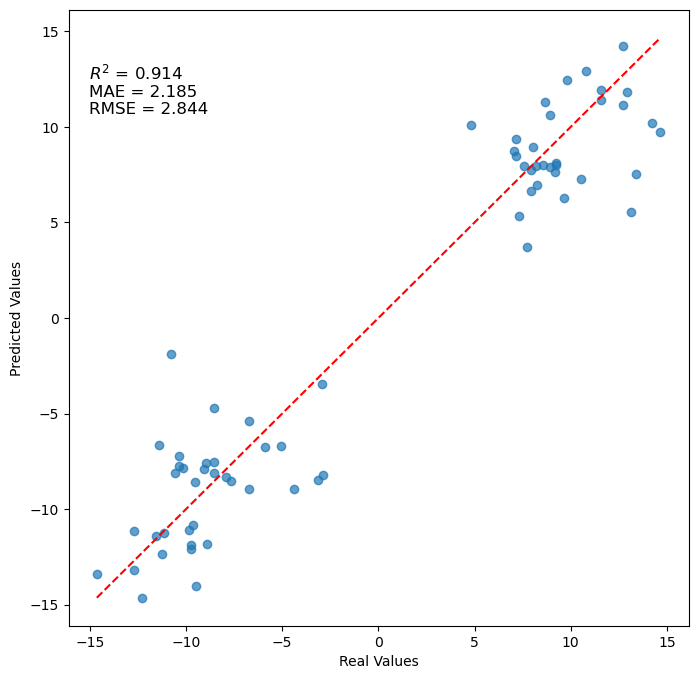 15
10
5
0
−5
−10
−15
Predicted Values
R² = 0.914
MAE = 2.185
RMSE = 2.844
−15 −10 −5 0 5 10 15
Real Values